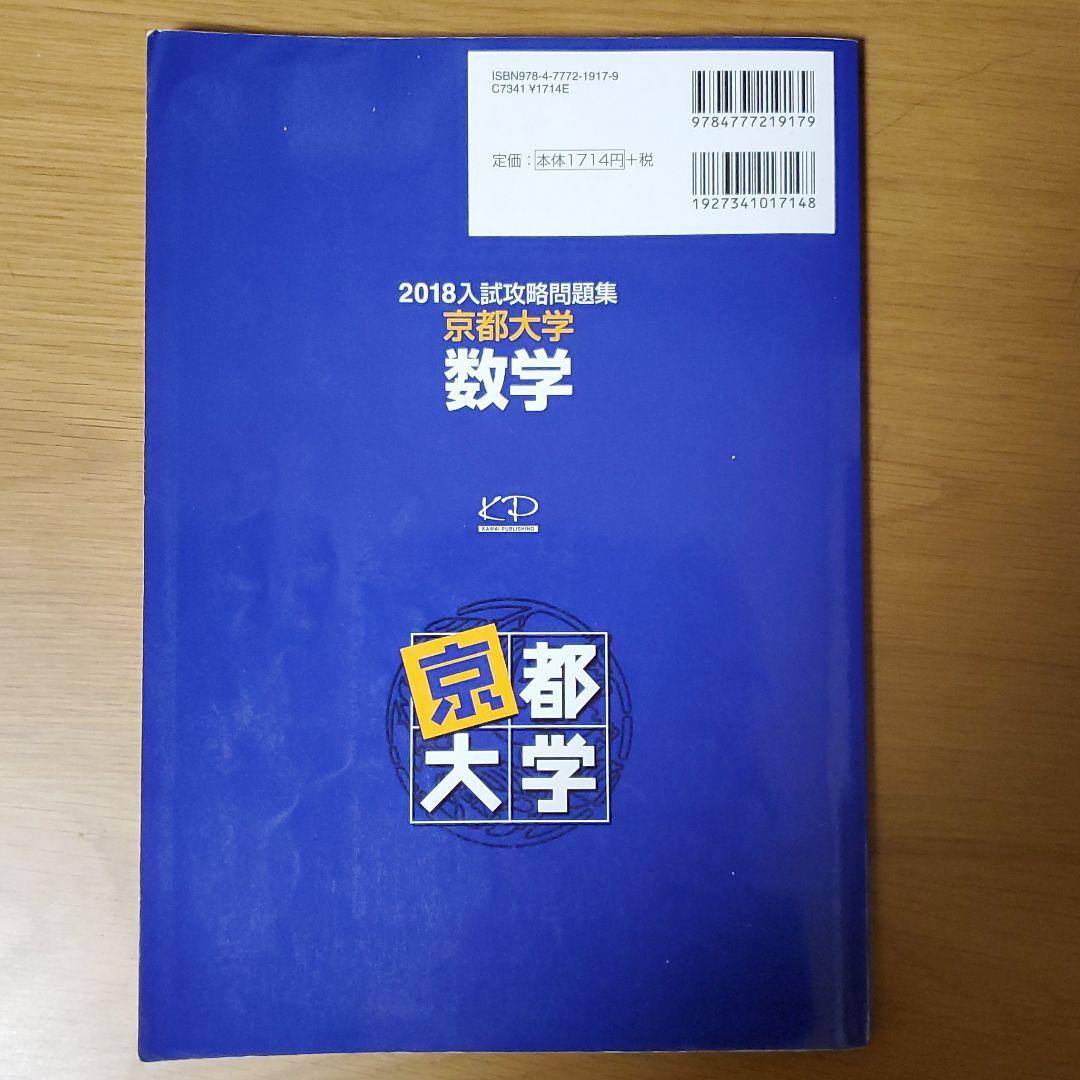 ISBN978-4-7772-1917-9
C7341 ¥1714E
9784777219179
定価：本体1714円+税
1927341017148
2018入試攻略問題集
京都大学
数学
KP
KAWAI PUBLISHING
京都
大学